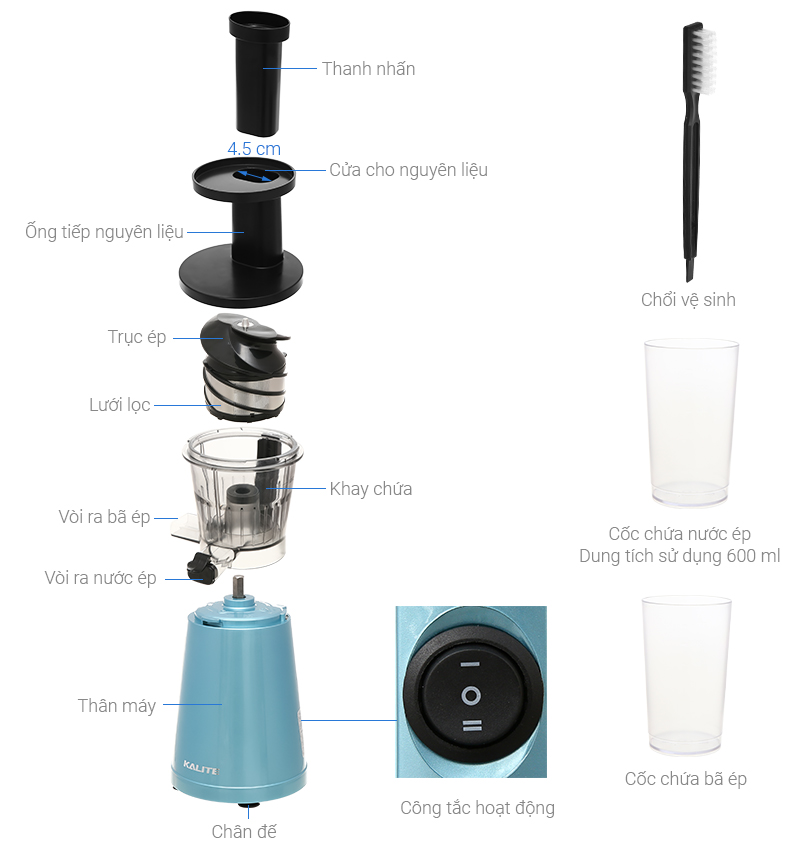 Thanh nhấn
4.5 cm
Cửa cho nguyên liệu
Ống tiếp nguyên liệu
Trục ép
Lưới lọc
Khay chứa
Vòi ra bã ép
Vòi ra nước ép
Thân máy
KALITE
Chân đế
I
O
II
Công tắc hoạt động
Chổi vệ sinh
Cốc chứa nước ép
Dung tích sử dụng 600 ml
Cốc chứa bã ép